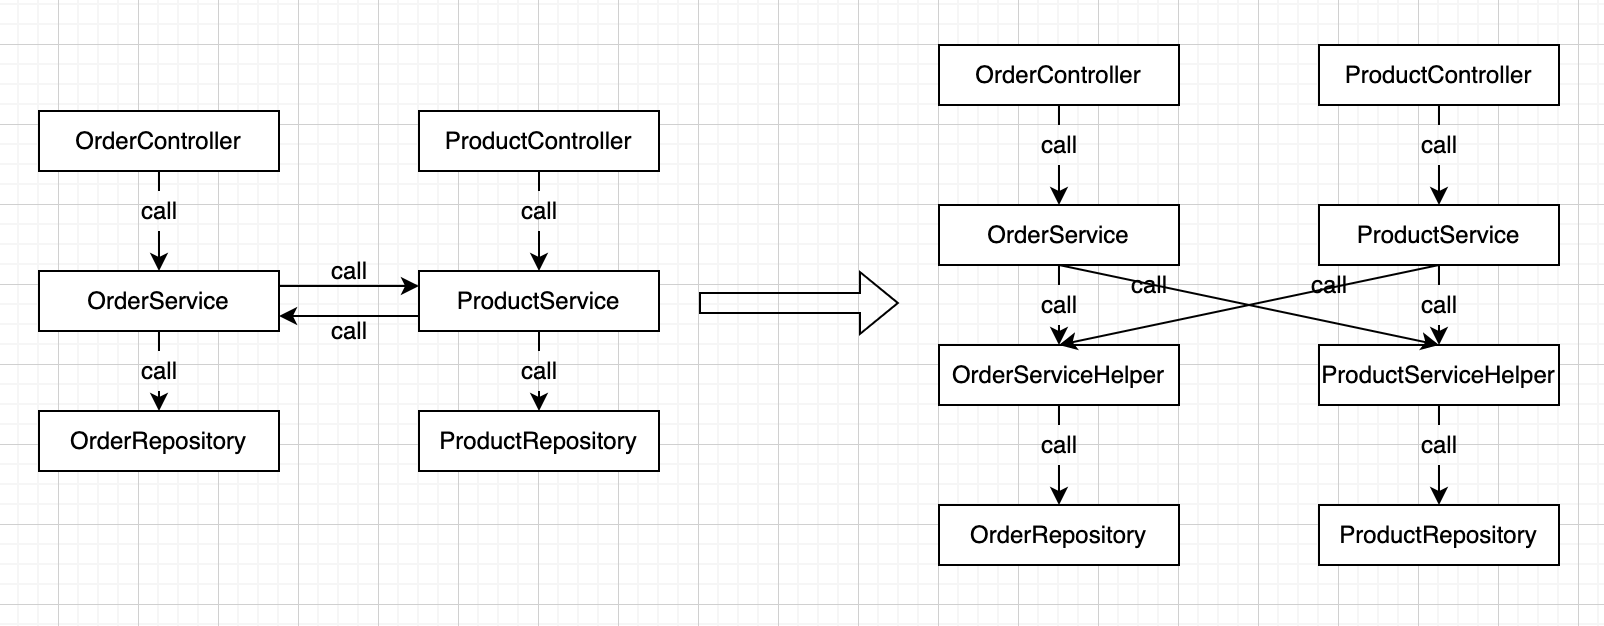 OrderController
ProductController
call
call
OrderService
call
ProductService
call
call
call
OrderRepository
ProductRepository
OrderController
ProductController
call
call
OrderService
ProductService
call
call
call
call
OrderServiceHelper
ProductServiceHelper
call
call
OrderRepository
ProductRepository